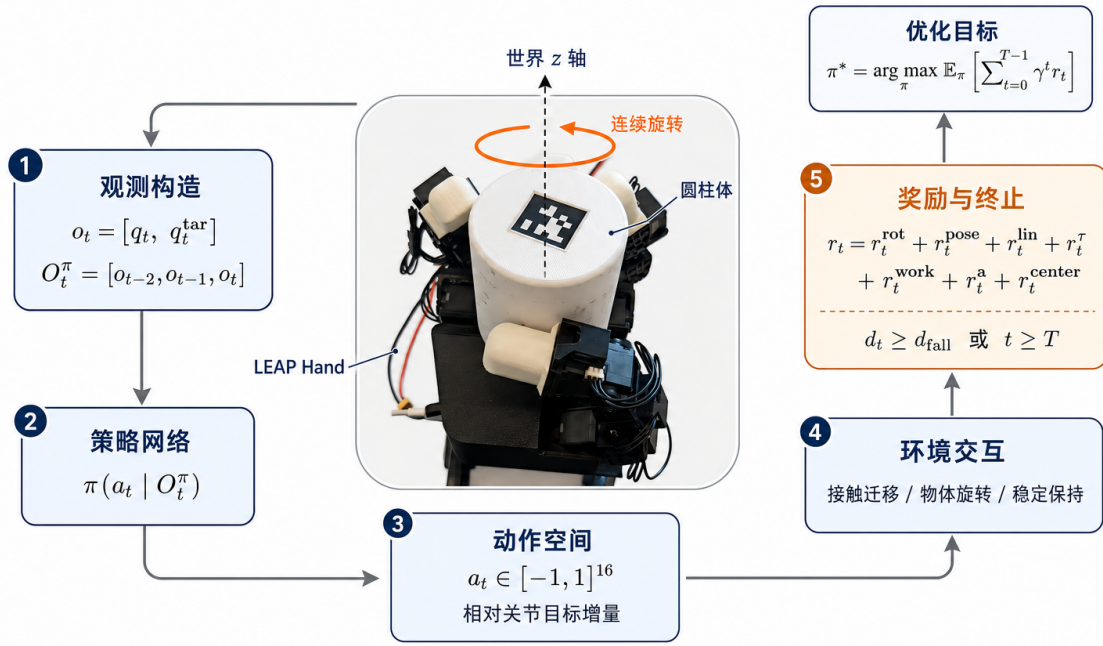 世界 z 轴
连续旋转
圆柱体
LEAP Hand
1
观测构造
o_t = [q_t, q_t^tar]
O_t^π = [o_{t−2}, o_{t−1}, o_t]
2
策略网络
π(a_t | O_t^π)
3
动作空间
a_t ∈ [−1, 1]^16
相对关节目标增量
4
环境交互
接触迁移 / 物体旋转 / 稳定保持
5
奖励与终止
r_t = r_t^rot + r_t^pose + r_t^lin + r_t^τ
+ r_t^work + r_t^a + r_t^center
d_t ≥ d_fall 或 t ≥ T
优化目标
π* = arg max_π 𝔼_π [∑_{t=0}^{T−1} γ^t r_t]